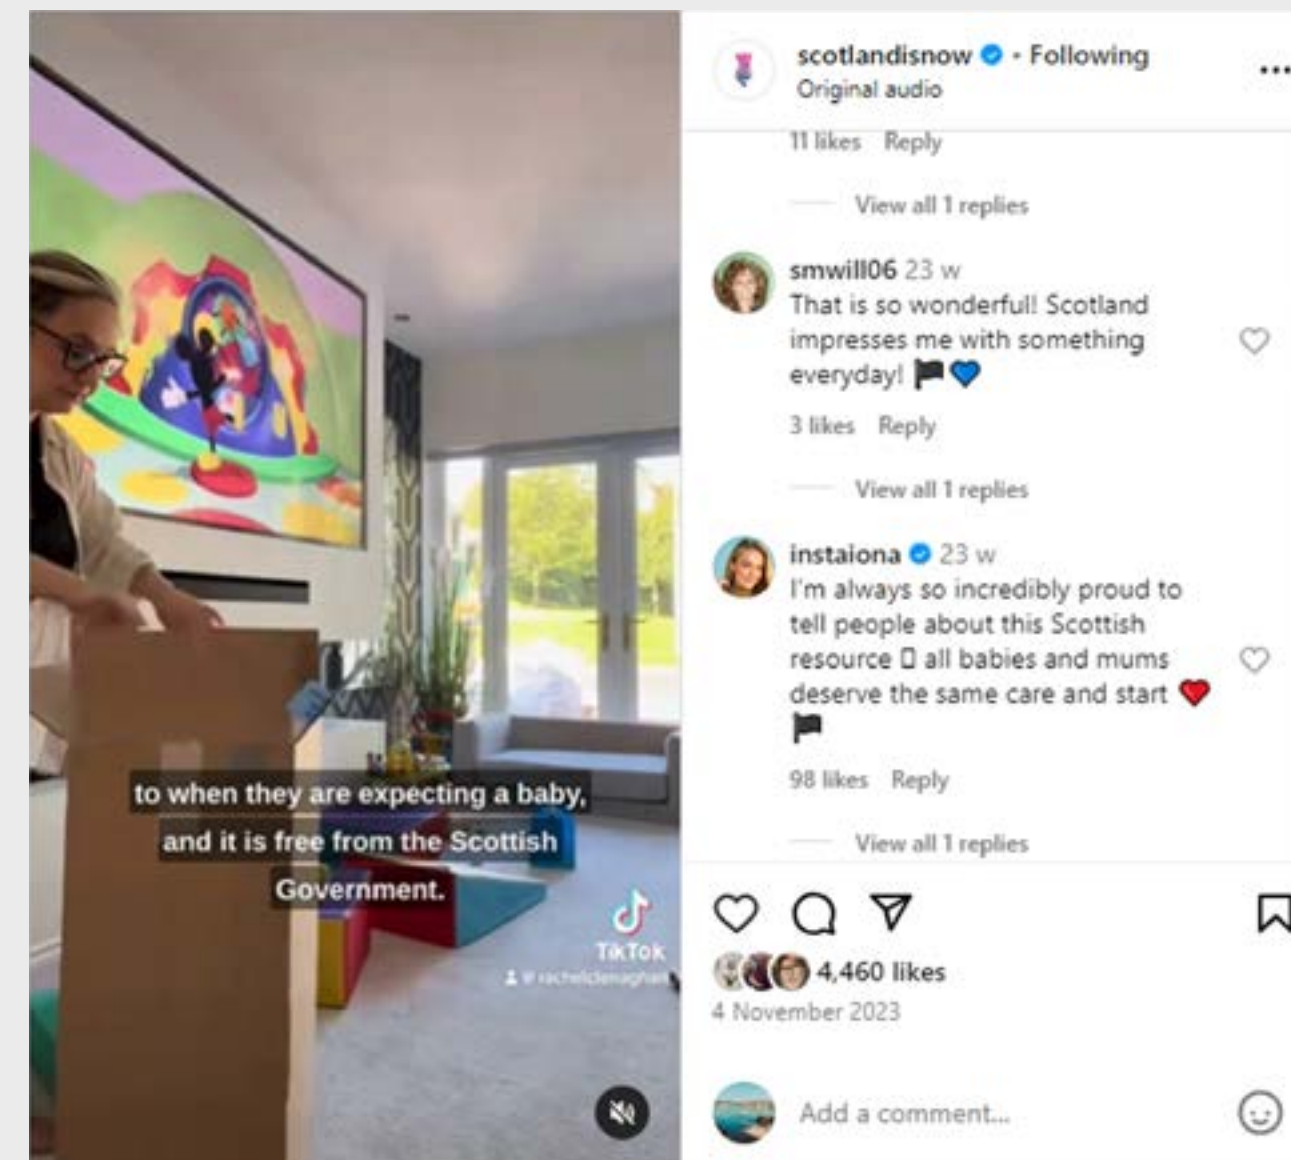 to when they are expecting a baby,
and it is free from the Scottish
Government.
TikTok
scotlandisnow • Following
Original audio
11 likes Reply
View all 1 replies
smwill06 23 w
That is so wonderful! Scotland
impresses me with something
everyday! 🏴💙
3 likes Reply
View all 1 replies
instaiona 23 w
I'm always so incredibly proud to
tell people about this Scottish
resource ▯ all babies and mums
deserve the same care and start ❤️
🏴
98 likes Reply
View all 1 replies
4,460 likes
4 November 2023
Add a comment...